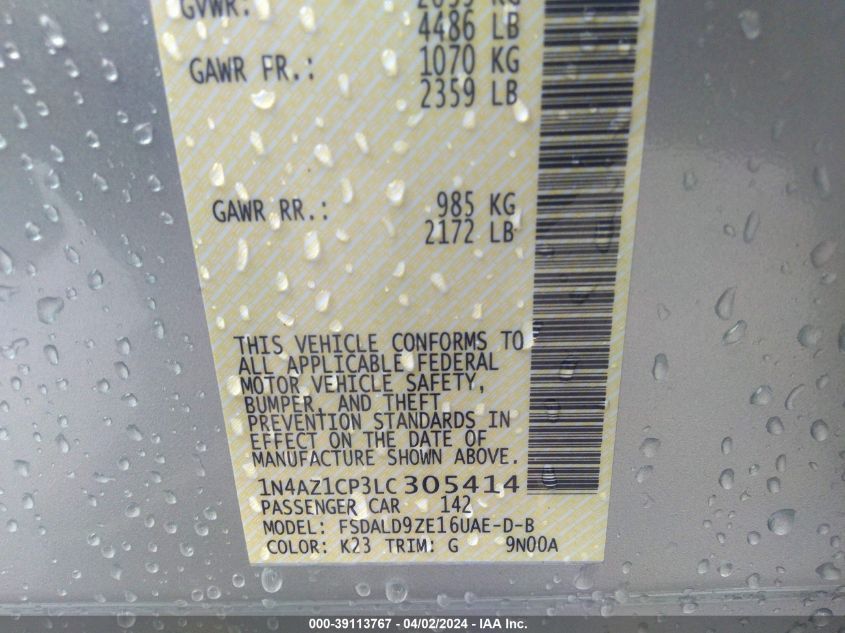 GVWR:
4486 LB
GAWR FR.: 1070 KG
2359 LB
GAWR RR.: 985 KG
2172 LB
THIS VEHICLE CONFORMS TO
ALL APPLICABLE FEDERAL
MOTOR VEHICLE SAFETY,
BUMPER, AND THEFT
PREVENTION STANDARDS IN
EFFECT ON THE DATE OF
MANUFACTURE SHOWN ABOVE.
1N4AZ1CP3LC305414
PASSENGER CAR 142
MODEL: FSDALD9ZE16UAE-D-B
COLOR: K23 TRIM: G 9N00A
000-39113767 - 04/02/2024 - IAA Inc.